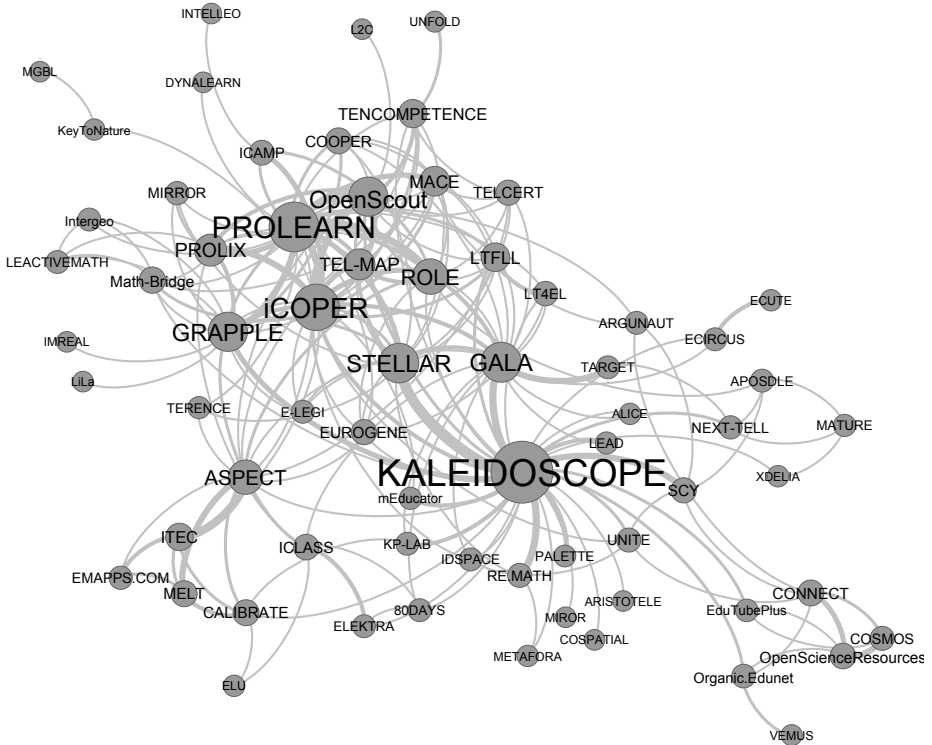 INTELLEO
L2C
UNFOLD
MGBL
DYNALEARN
TENCOMPETENCE
KeyToNature
COOPER
ICAMP
MACE
MIRROR
OpenScout
TELCERT
Intergeo
PROLEARN
PROLIX
LTFLL
LEACTIVEMATH
TEL-MAP
ROLE
Math-Bridge
LT4EL
iCOPER
ECUTE
ARGUNAUT
GRAPPLE
IMREAL
ECIRCUS
STELLAR
GALA
TARGET
LiLa
APOSDLE
TERENCE
E-LEGI
ALICE
EUROGENE
NEXT-TELL
MATURE
LEAD
KALEIDOSCOPE
ASPECT
XDELIA
SCY
mEducator
ITEC
UNITE
ICLASS
KP-LAB
IDSPACE
PALETTE
EMAPPS.COM
RE.MATH
MELT
CONNECT
ARISTOTELE
CALIBRATE
80DAYS
EduTubePlus
MIROR
ELEKTRA
COSPATIAL
COSMOS
METAFORA
OpenScienceResources
Organic.Edunet
ELU
VEMUS